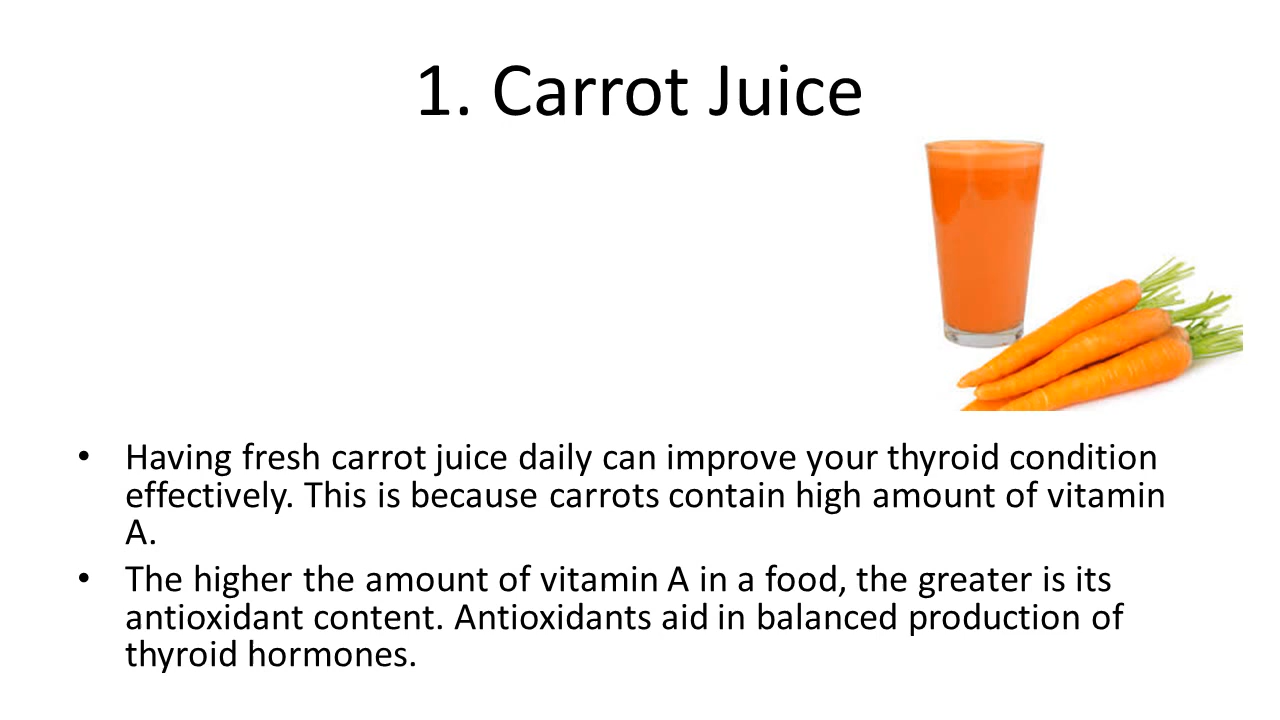 1. Carrot Juice
• Having fresh carrot juice daily can improve your thyroid condition
effectively. This is because carrots contain high amount of vitamin
A.
• The higher the amount of vitamin A in a food, the greater is its
antioxidant content. Antioxidants aid in balanced production of
thyroid hormones.